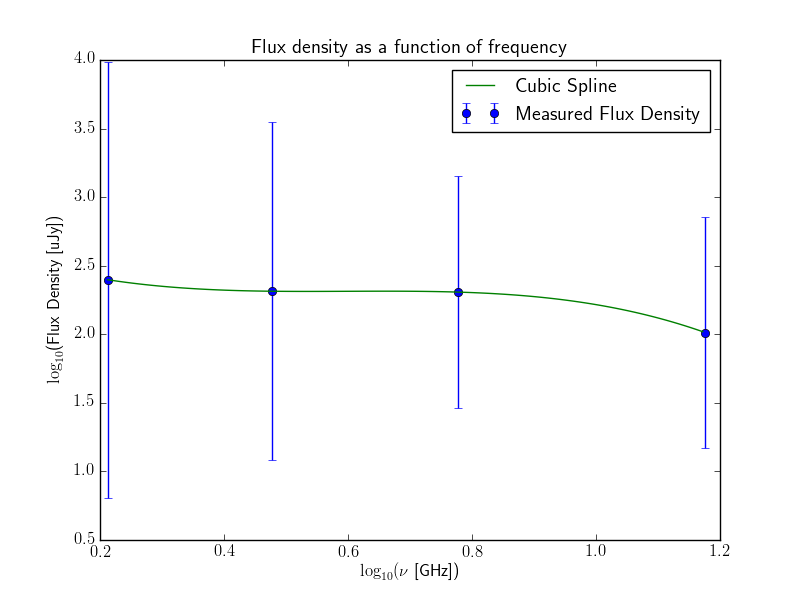 Flux density as a function of frequency
Cubic Spline
Measured Flux Density
log₁₀(Flux Density [uJy])
4.0
3.5
3.0
2.5
2.0
1.5
1.0
0.5
0.2 0.4 0.6 0.8 1.0 1.2
log₁₀(ν [GHz])